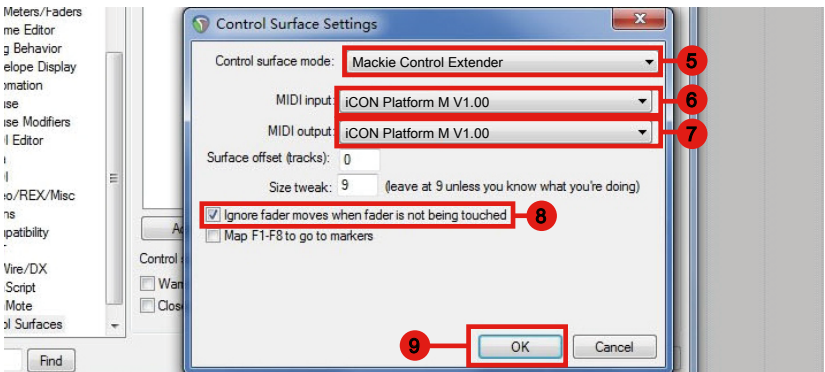 Meters/Faders
me Editor
g Behavior
elope Display
omation
use
use Modifiers
I Editor
eo/REX/Misc
ns
mpatibility
Wire/DX
Script
Mote
ol Surfaces
Find
Control Surface Settings
Control surface mode: Mackie Control Extender 5
MIDI input: iCON Platform M V1.00 6
MIDI output: iCON Platform M V1.00 7
Surface offset (tracks): 0
Size tweak: 9 (leave at 9 unless you know what you're doing)
Ignore fader moves when fader is not being touched 8
Map F1-F8 to go to markers
9 OK Cancel
Control
Clos